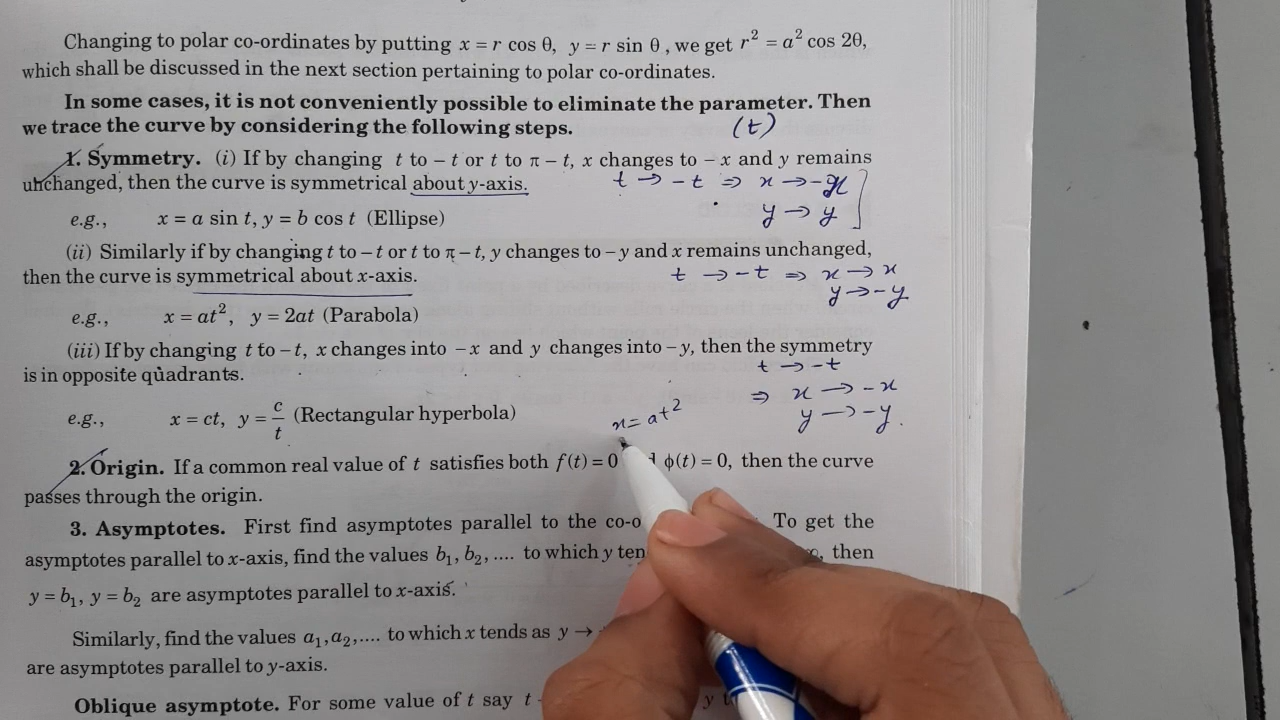 Changing to polar co-ordinates by putting x = r cos θ, y = r sin θ , we get r² = a² cos 2θ,
which shall be discussed in the next section pertaining to polar co-ordinates.
In some cases, it is not conveniently possible to eliminate the parameter. Then
we trace the curve by considering the following steps. (t)
1. Symmetry. (i) If by changing t to – t or t to π – t, x changes to – x and y remains
unchanged, then the curve is symmetrical about y-axis. t → -t ⇒ x → -x
y → y
e.g., x = a sin t, y = b cos t (Ellipse)
(ii) Similarly if by changing t to – t or t to π – t, y changes to – y and x remains unchanged,
then the curve is symmetrical about x-axis. t → -t ⇒ x → x
y → -y
e.g., x = at², y = 2at (Parabola)
(iii) If by changing t to – t, x changes into – x and y changes into – y, then the symmetry
is in opposite quadrants. t → -t
⇒ x → -x
y → -y.
e.g., x = ct, y = c/t (Rectangular hyperbola) x = at²
2. Origin. If a common real value of t satisfies both f(t) = 0 ϕ(t) = 0, then the curve
passes through the origin.
3. Asymptotes. First find asymptotes parallel to the To get the
asymptotes parallel to x-axis, find the values b₁, b₂, .... to which y then
y = b₁, y = b₂ are asymptotes parallel to x-axis.
Similarly, find the values a₁, a₂, .... to which x tends as y →
are asymptotes parallel to y-axis.
Oblique asymptote. For some value of t say t y